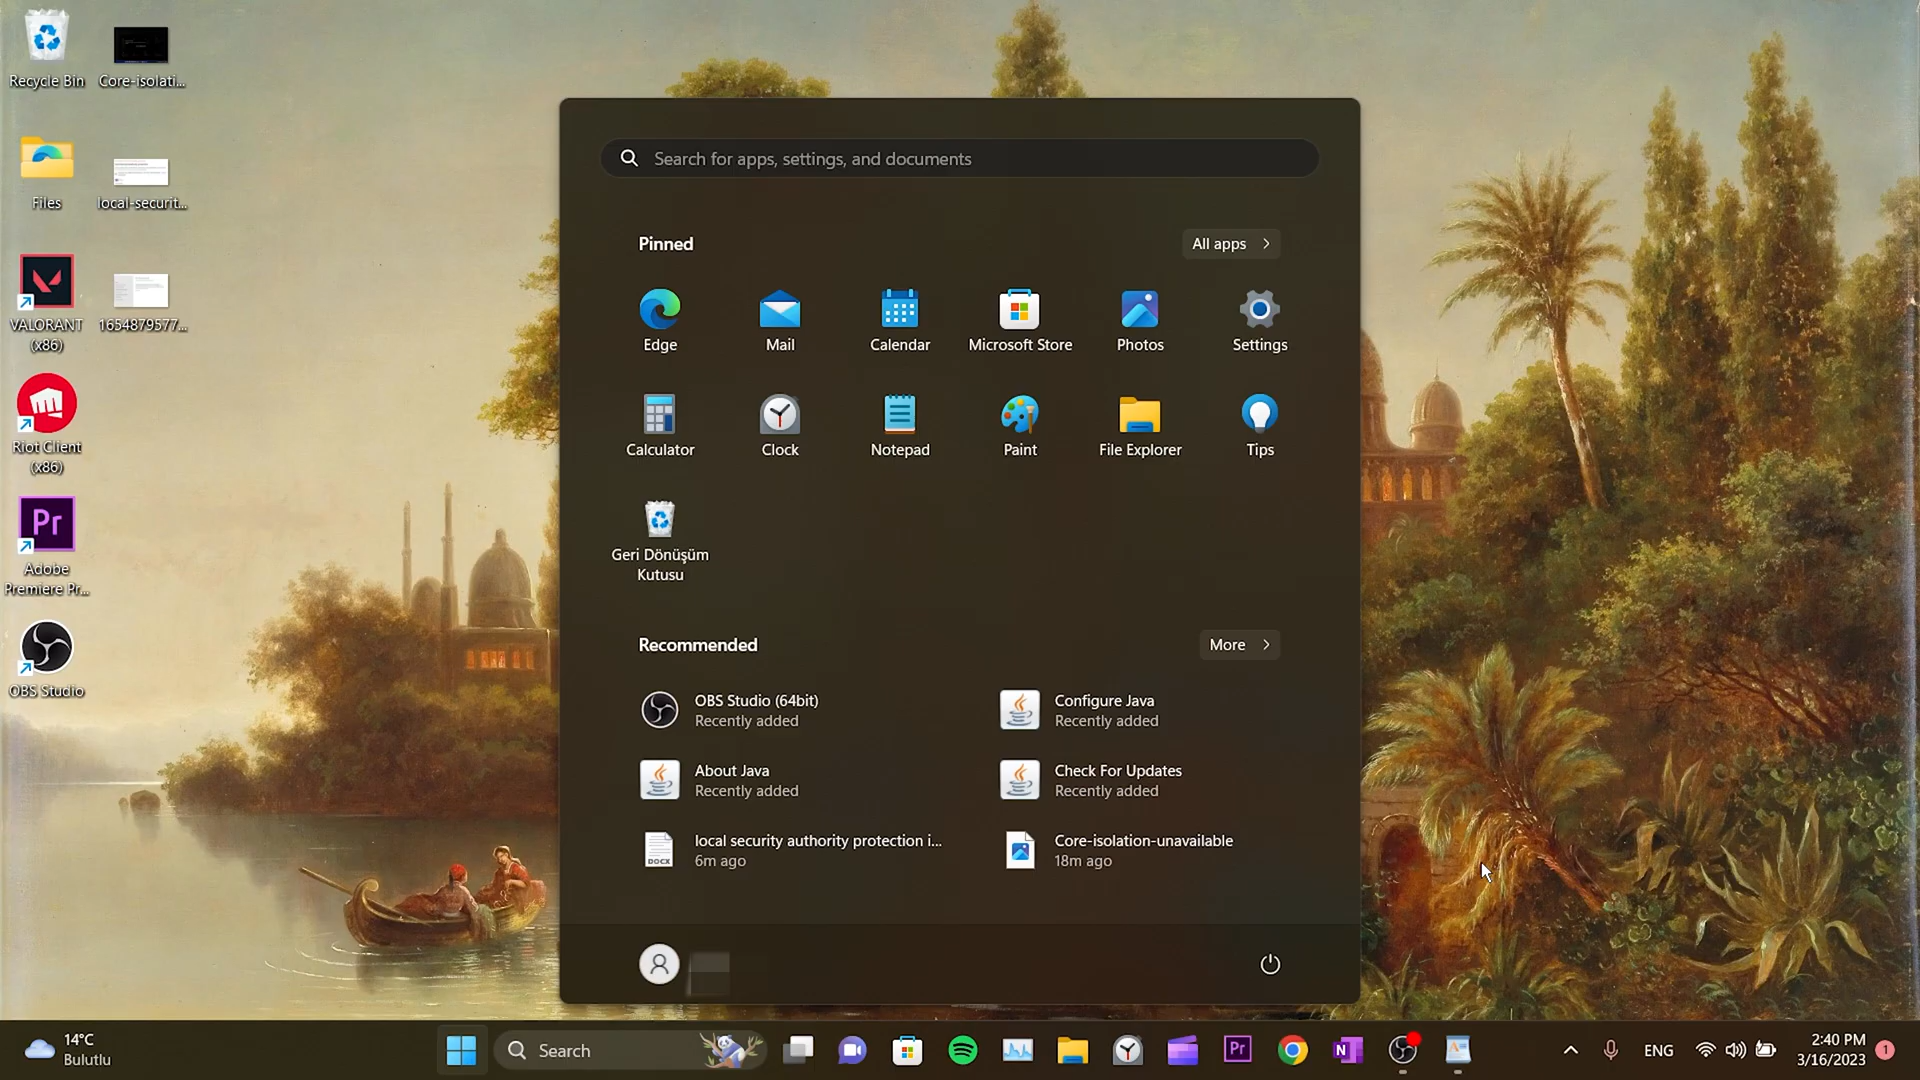 Recycle Bin
Core-isolati...
Files
local-securit...
VALORANT
(x86)
1654879577...
Riot Client
(x86)
Pr
Adobe
Premiere Pr...
OBS Studio
Search for apps, settings, and documents
Pinned
All apps
Edge
Mail
Calendar
Microsoft Store
Photos
Settings
Calculator
Clock
Notepad
Paint
File Explorer
Tips
Geri Dönüşüm
Kutusu
Recommended
More
OBS Studio (64bit)
Recently added
Configure Java
Recently added
About Java
Recently added
Check For Updates
Recently added
DOCX
local security authority protection i...
6m ago
Core-isolation-unavailable
18m ago
14°C
Bulutlu
Search
Pr
N
ENG
2:40 PM
3/16/2023
1